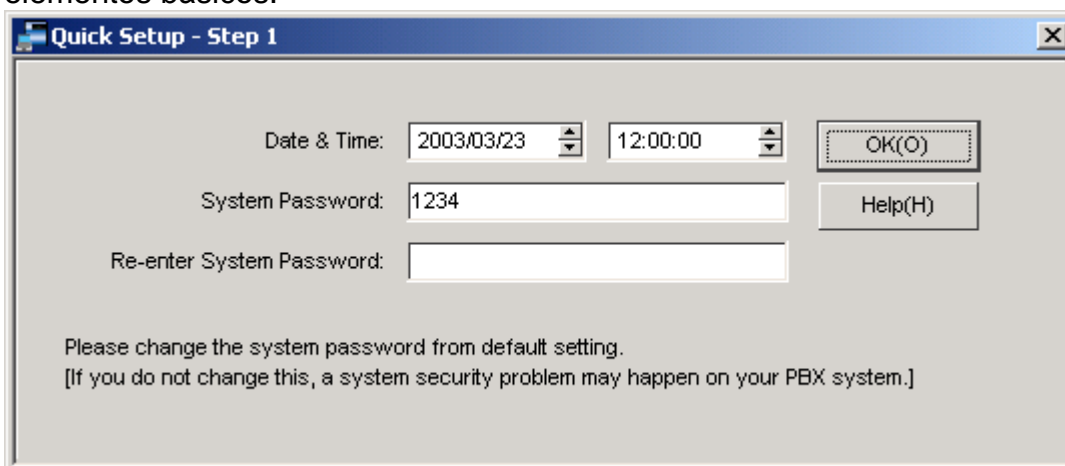 elementos básicos.
Quick Setup - Step 1
Date & Time: 2003/03/23 12:00:00 OK(O)
System Password: 1234 Help(H)
Re-enter System Password:
Please change the system password from default setting.
[If you do not change this, a system security problem may happen on your PBX system.]